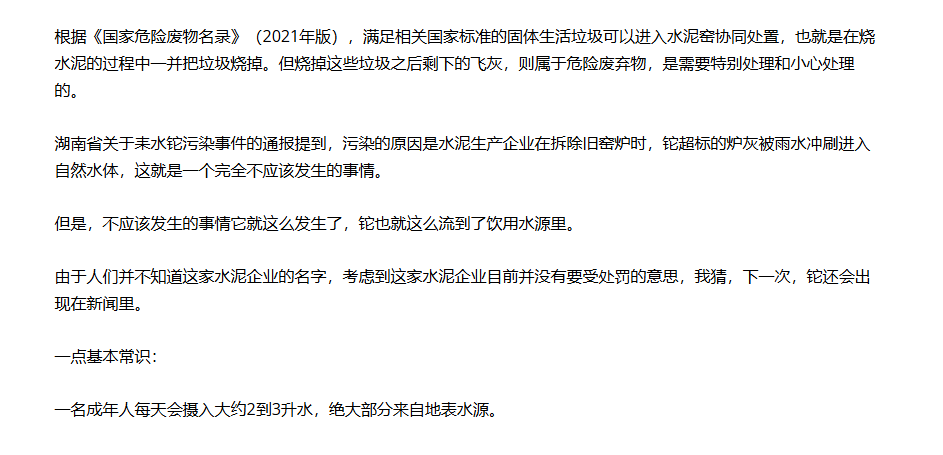 根据《国家危险废物名录》（2021年版），满足相关国家标准的固体生活垃圾可以进入水泥窑协同处置，也就是在烧
水泥的过程中一并把垃圾烧掉。但烧掉这些垃圾之后剩下的飞灰，则属于危险废弃物，是需要特别处理和小心处理
的。
湖南省关于耒水铊污染事件的通报提到，污染的原因是水泥生产企业在拆除旧窑炉时，铊超标的炉灰被雨水冲刷进入
自然水体，这就是一个完全不应该发生的事情。
但是，不应该发生的事情它就这么发生了，铊也就这么流到了饮用水源里。
由于人们并不知道这家水泥企业的名字，考虑到这家水泥企业目前并没有要受处罚的意思，我猜，下一次，铊还会出
现在新闻里。
一点基本常识：
一名成年人每天会摄入大约2到3升水，绝大部分来自地表水源。